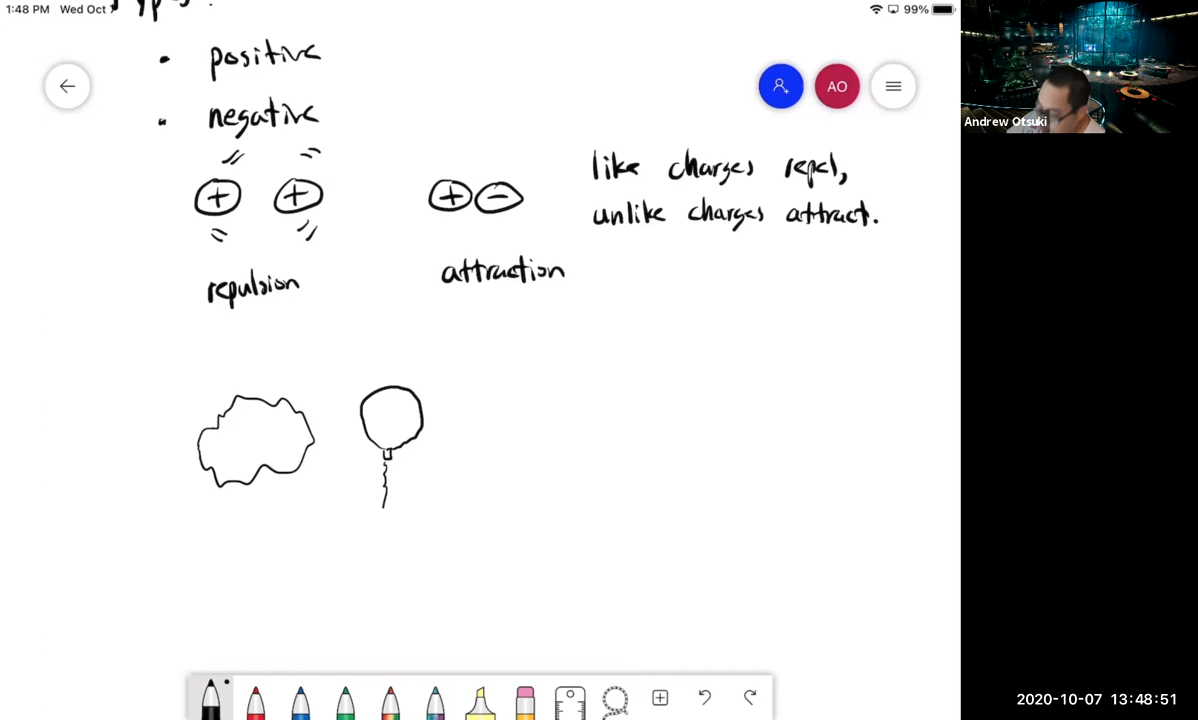 1:48 PM Wed Oct 7
99%
• positive
• negative
AO
Andrew Otsuki
like charges repel,
unlike charges attract.
+ +
+ −
repulsion
attraction
2020-10-07 13:48:51